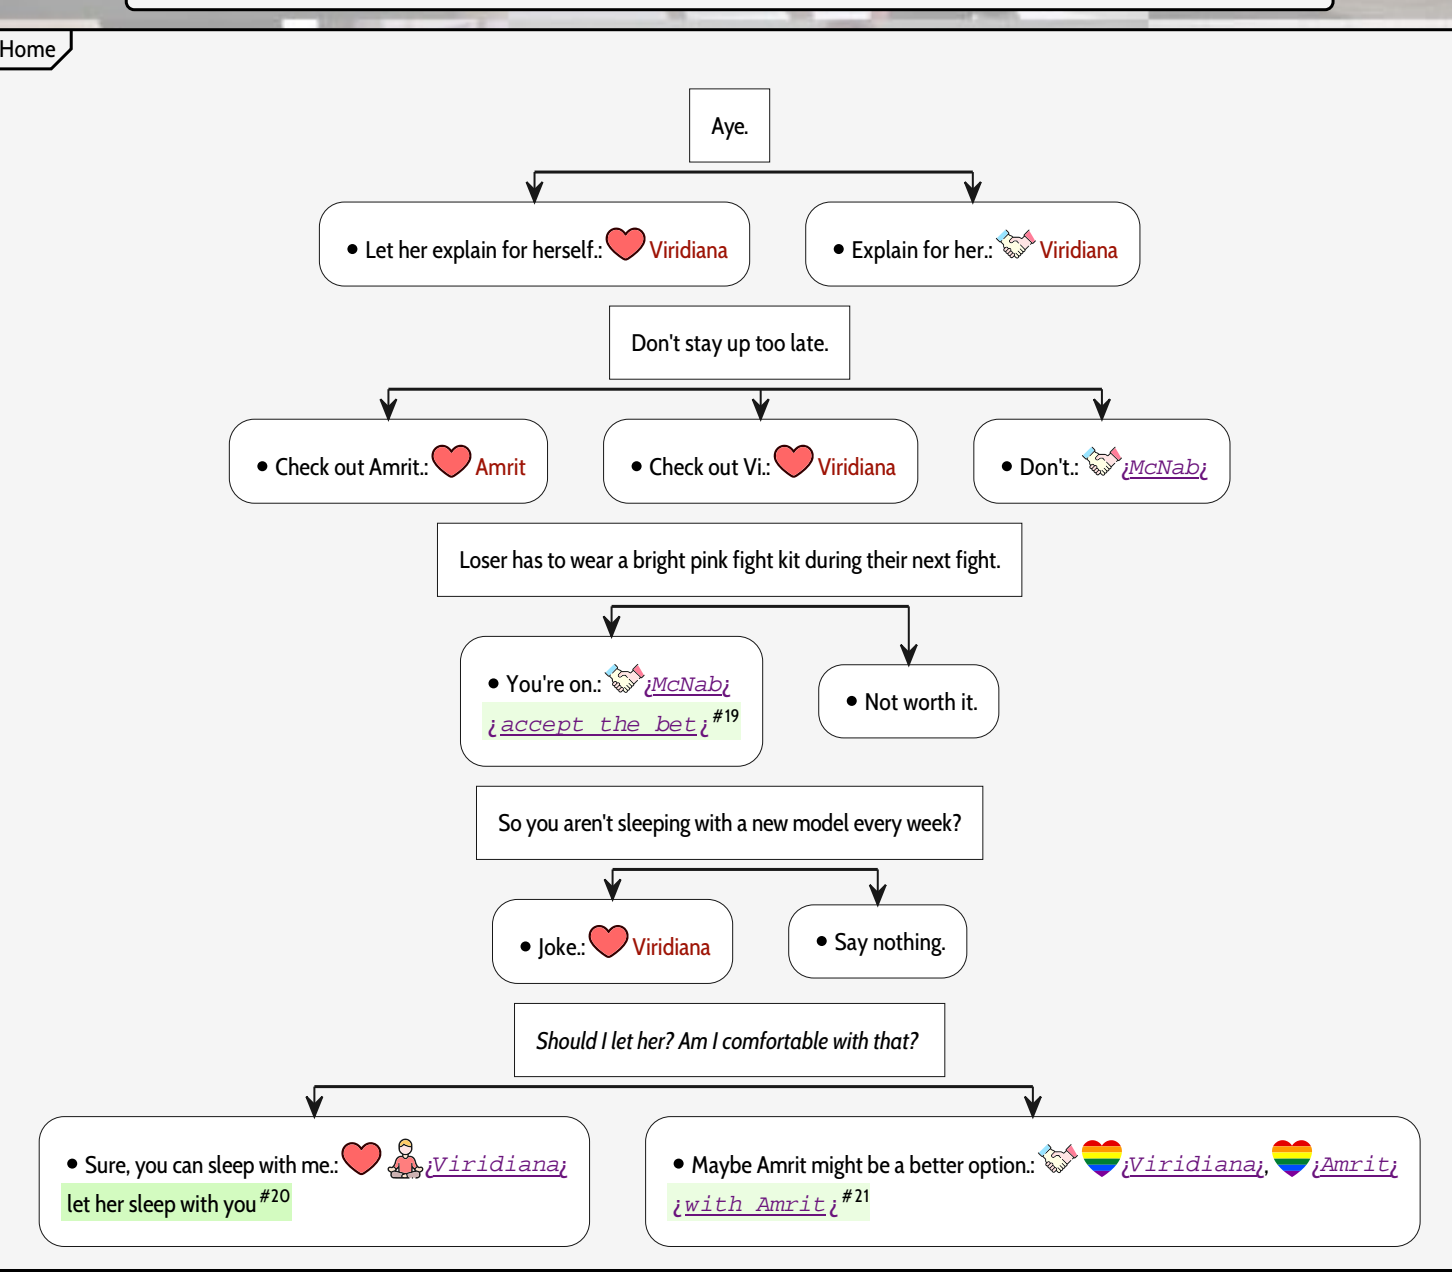 Home
Aye.
• Let her explain for herself.: Viridiana
• Explain for her.: Viridiana
Don't stay up too late.
• Check out Amrit.: Amrit
• Check out Vi.: Viridiana
• Don't.: ¿McNab¿
Loser has to wear a bright pink fight kit during their next fight.
• You're on.: ¿McNab¿
¿accept the bet¿ #19
• Not worth it.
So you aren't sleeping with a new model every week?
• Joke.: Viridiana
• Say nothing.
Should I let her? Am I comfortable with that?
• Sure, you can sleep with me.: ¿Viridiana¿
let her sleep with you #20
• Maybe Amrit might be a better option.: ¿Viridiana¿, ¿Amrit¿
¿with Amrit¿ #21